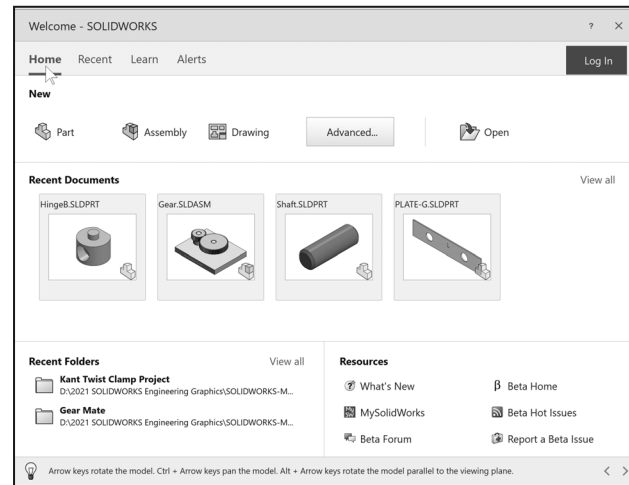 Welcome - SOLIDWORKS ? ×
Home Recent Learn Alerts Log In
New
Part Assembly Drawing Advanced... Open
Recent Documents View all
HingeB.SLDPRT Gear.SLDASM Shaft.SLDPRT PLATE-G.SLDPRT
Recent Folders View all
Kant Twist Clamp Project
D:\2021 SOLIDWORKS Engineering Graphics\SOLIDWORKS-M...
Gear Mate
D:\2021 SOLIDWORKS Engineering Graphics\SOLIDWORKS-M...
Resources
What's New β Beta Home
MySolidWorks Beta Hot Issues
Beta Forum Report a Beta Issue
Arrow keys rotate the model. Ctrl + Arrow keys pan the model. Alt + Arrow keys rotate the model parallel to the viewing plane. < >